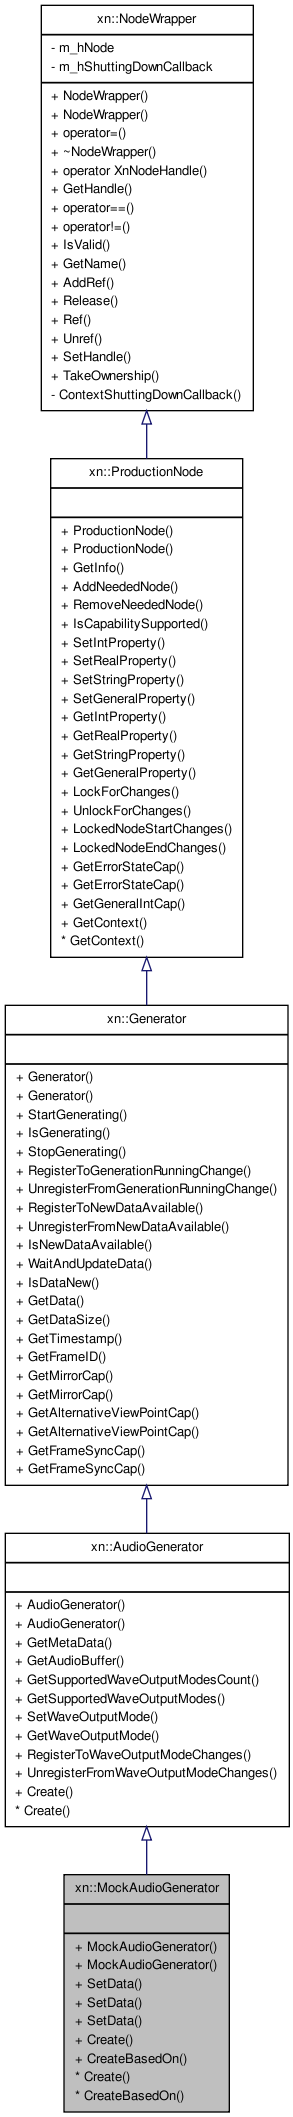 xn::NodeWrapper
- m_hNode
- m_hShuttingDownCallback
+ NodeWrapper()
+ NodeWrapper()
+ operator=()
+ ~NodeWrapper()
+ operator XnNodeHandle()
+ GetHandle()
+ operator==()
+ operator!=()
+ IsValid()
+ GetName()
+ AddRef()
+ Release()
+ Ref()
+ Unref()
+ SetHandle()
+ TakeOwnership()
- ContextShuttingDownCallback()
xn::ProductionNode
+ ProductionNode()
+ ProductionNode()
+ GetInfo()
+ AddNeededNode()
+ RemoveNeededNode()
+ IsCapabilitySupported()
+ SetIntProperty()
+ SetRealProperty()
+ SetStringProperty()
+ SetGeneralProperty()
+ GetIntProperty()
+ GetRealProperty()
+ GetStringProperty()
+ GetGeneralProperty()
+ LockForChanges()
+ UnlockForChanges()
+ LockedNodeStartChanges()
+ LockedNodeEndChanges()
+ GetErrorStateCap()
+ GetErrorStateCap()
+ GetGeneralIntCap()
+ GetContext()
* GetContext()
xn::Generator
+ Generator()
+ Generator()
+ StartGenerating()
+ IsGenerating()
+ StopGenerating()
+ RegisterToGenerationRunningChange()
+ UnregisterFromGenerationRunningChange()
+ RegisterToNewDataAvailable()
+ UnregisterFromNewDataAvailable()
+ IsNewDataAvailable()
+ WaitAndUpdateData()
+ IsDataNew()
+ GetData()
+ GetDataSize()
+ GetTimestamp()
+ GetFrameID()
+ GetMirrorCap()
+ GetMirrorCap()
+ GetAlternativeViewPointCap()
+ GetAlternativeViewPointCap()
+ GetFrameSyncCap()
+ GetFrameSyncCap()
xn::AudioGenerator
+ AudioGenerator()
+ AudioGenerator()
+ GetMetaData()
+ GetAudioBuffer()
+ GetSupportedWaveOutputModesCount()
+ GetSupportedWaveOutputModes()
+ SetWaveOutputMode()
+ GetWaveOutputMode()
+ RegisterToWaveOutputModeChanges()
+ UnregisterFromWaveOutputModeChanges()
+ Create()
* Create()
xn::MockAudioGenerator
+ MockAudioGenerator()
+ MockAudioGenerator()
+ SetData()
+ SetData()
+ SetData()
+ Create()
+ CreateBasedOn()
* Create()
* CreateBasedOn()